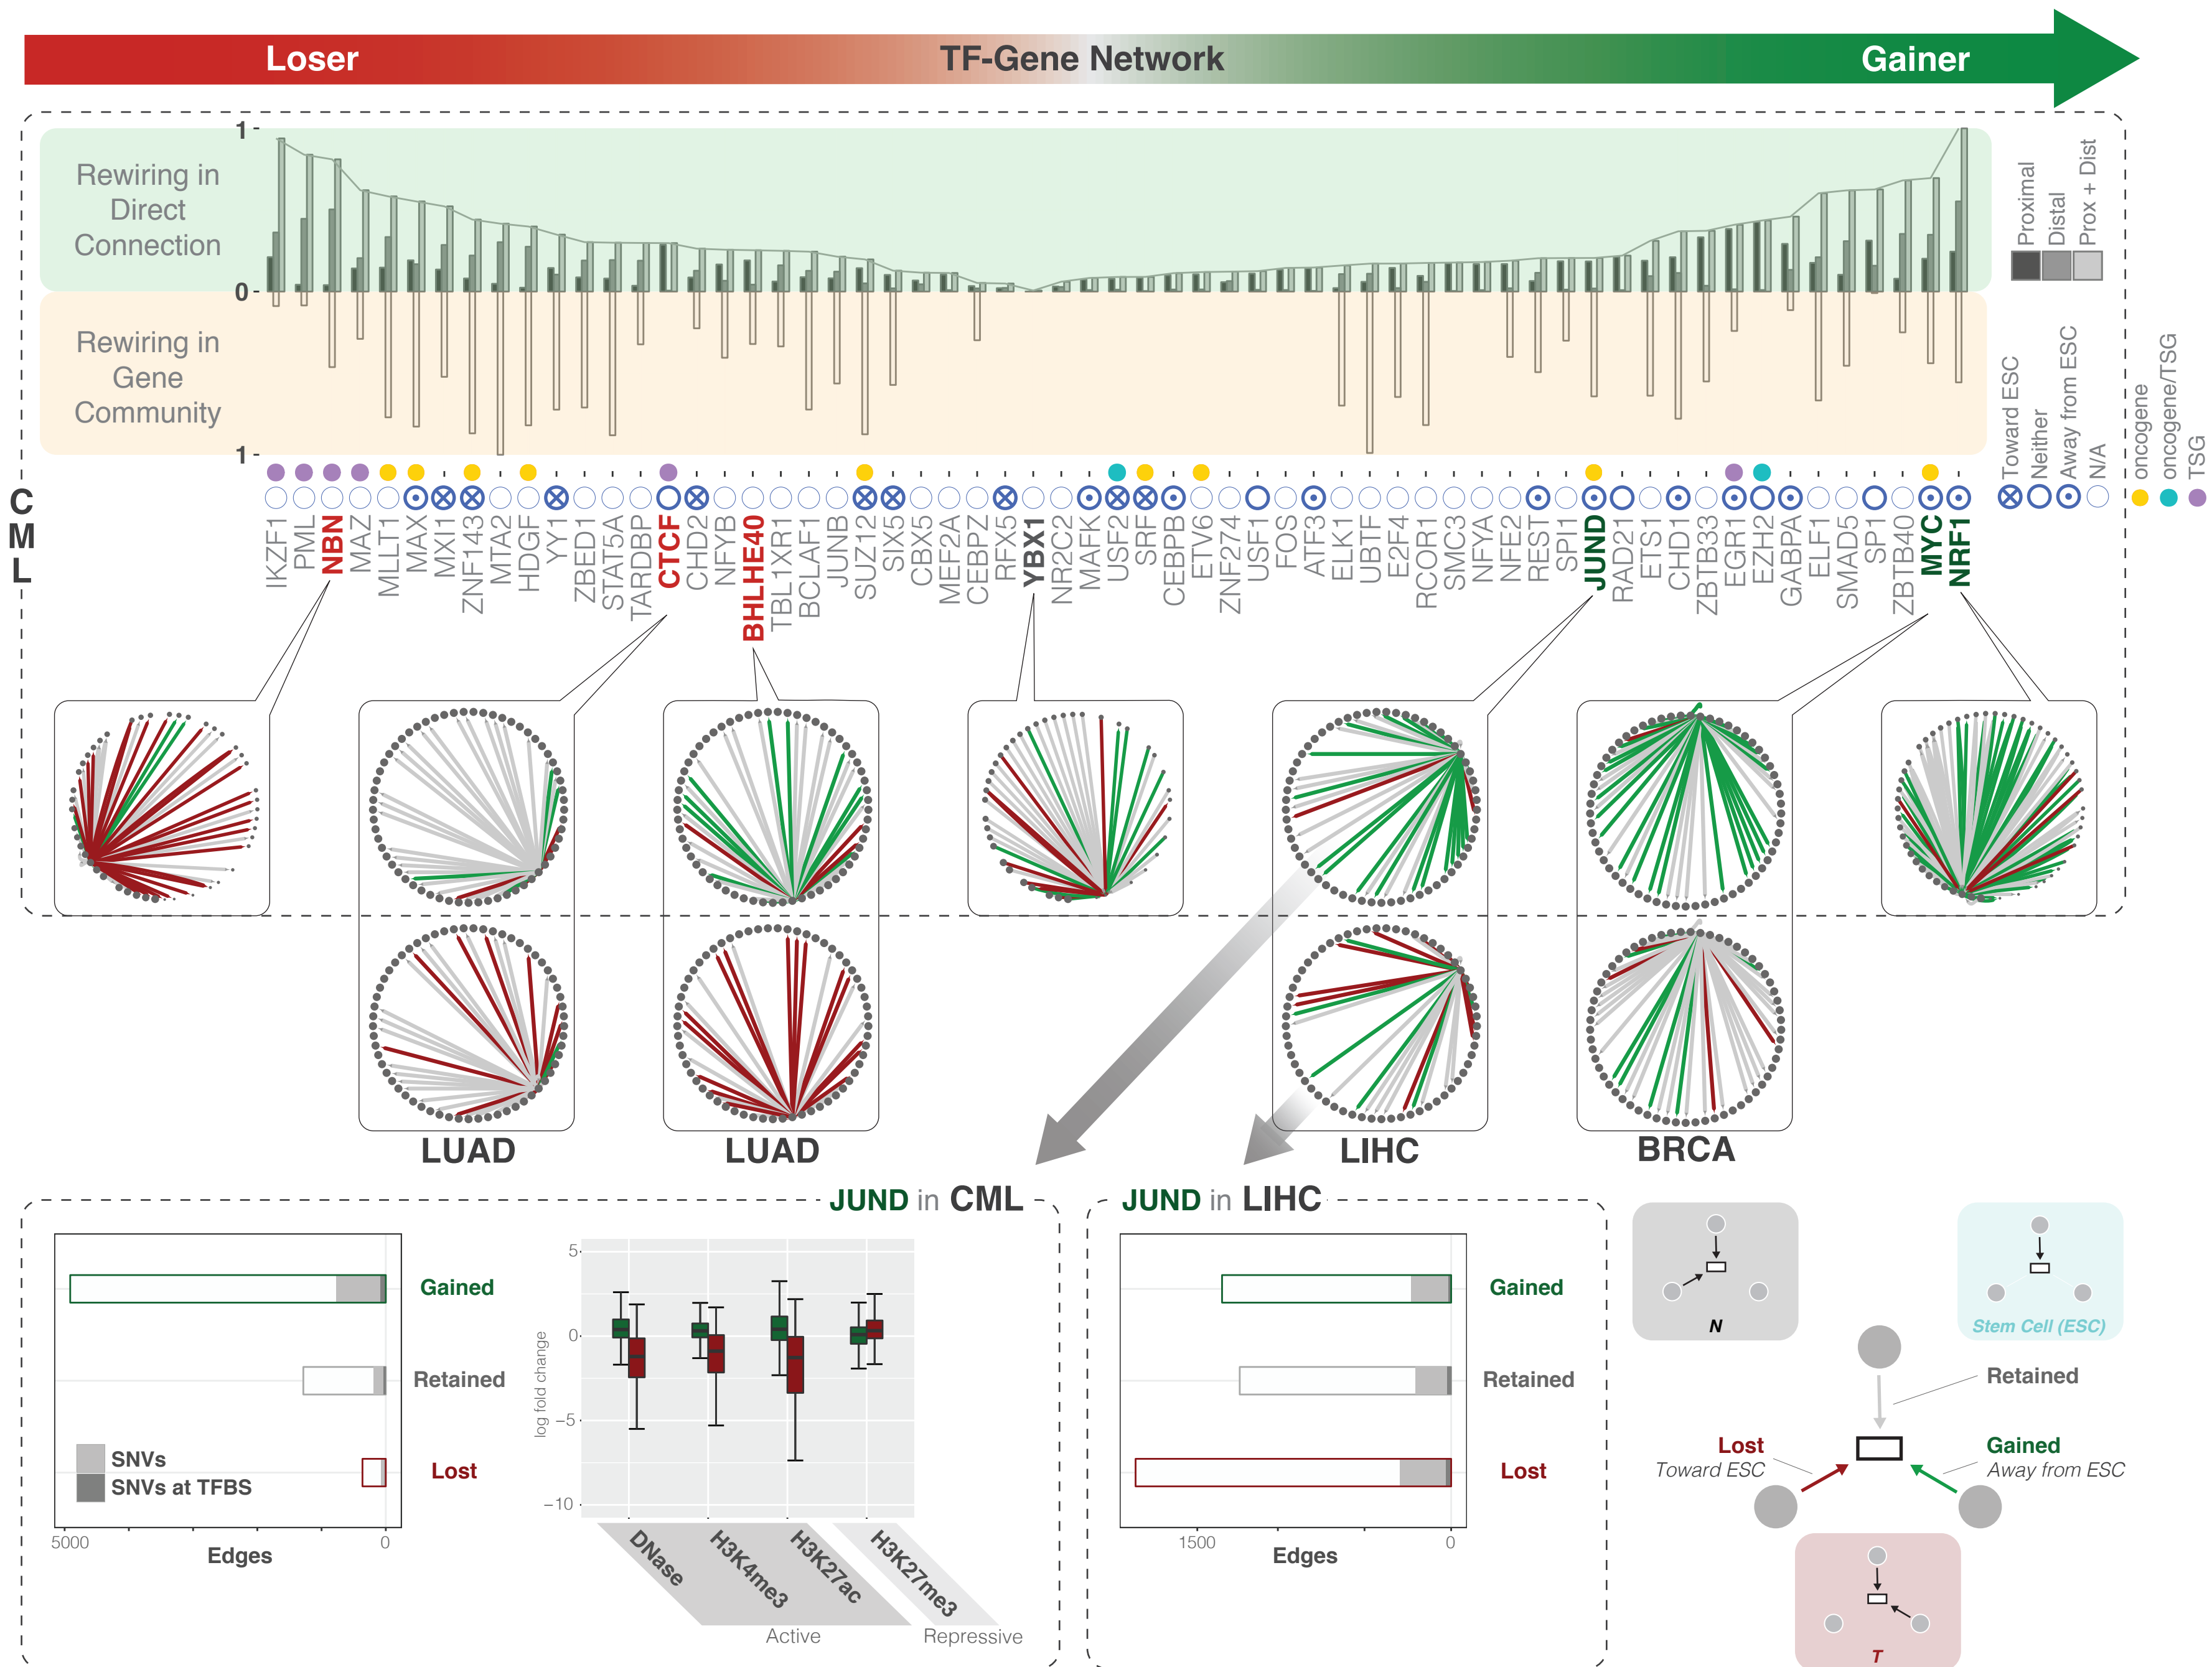 Loser
TF-Gene Network
Gainer
1
Rewiring in
Direct
Connection
0
Rewiring in
Gene
Community
1
Proximal
Distal
Prox + Dist
Toward ESC
Neither
Away from ESC
N/A
oncogene
oncogene/TSG
TSG
C
M
L
IKZF1
PML
NBN
MAZ
MLLT1
MAX
MXI1
ZNF143
MTA2
HDGF
YY1
ZBED1
STAT5A
TARDBP
CTCF
CHD2
NFYB
BHLHE40
TBL1XR1
BCLAF1
JUNB
SUZ12
SIX5
CBX5
MEF2A
CEBPZ
RFX5
YBX1
NR2C2
MAFK
USF2
SRF
CEBPB
ETV6
ZNF274
USF1
FOS
ATF3
ELK1
UBTF
E2F4
RCOR1
SMC3
NFYA
NFE2
REST
SPI1
JUND
RAD21
ETS1
CHD1
ZBTB33
EGR1
EZH2
GABPA
ELF1
SMAD5
SP1
ZBTB40
MYC
NRF1
LUAD
LUAD
LIHC
BRCA
JUND in CML
Gained
Retained
Lost
SNVs
SNVs at TFBS
5000
0
Edges
log fold change
5
0
−5
−10
DNase
H3K4me3
H3K27ac
H3K27me3
Active
Repressive
JUND in LIHC
Gained
Retained
Lost
1500
0
Edges
N
Stem Cell (ESC)
Retained
Lost
Toward ESC
Gained
Away from ESC
T